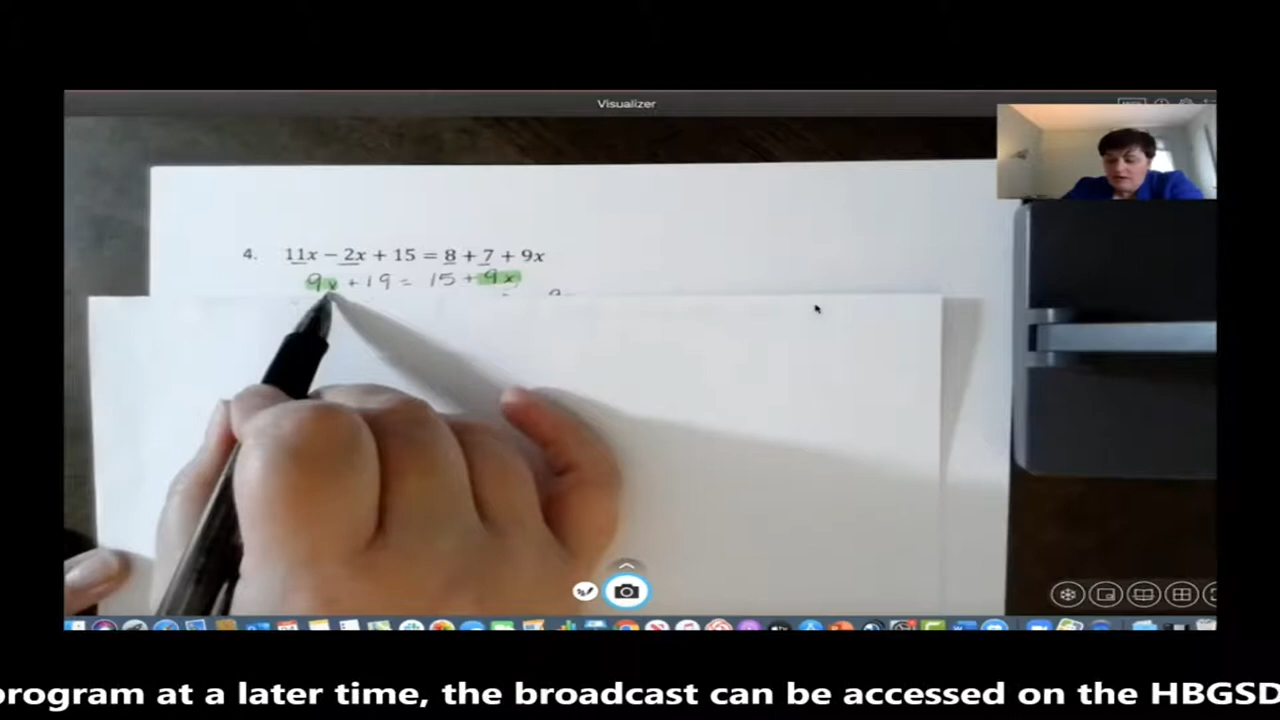 Visualizer
4. 11x − 2x + 15 = 8 + 7 + 9x
9x + 19 = 15 + 9x
program at a later time, the broadcast can be accessed on the HBGSD